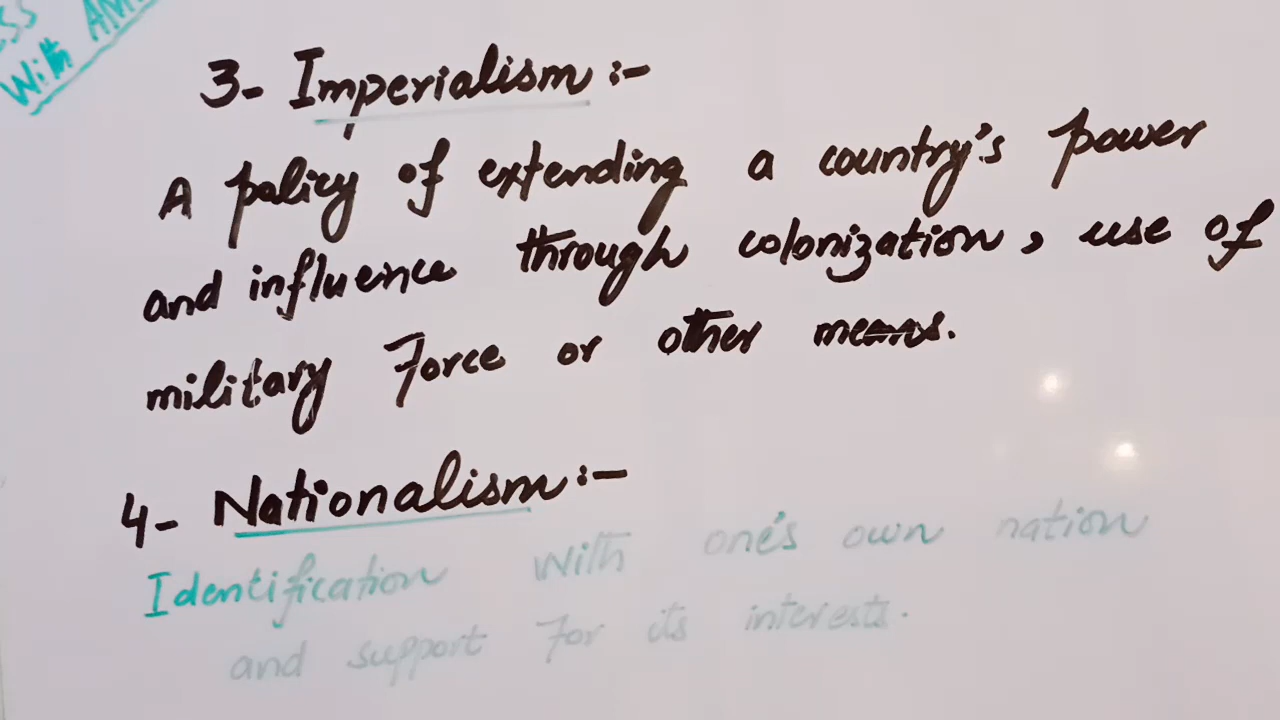 With
3- Imperialism :-
A policy of extending a country's power
and influence through colonization, use of
military Force or other means.
4- Nationalism :-
Identification With one's own nation
and support For its interests.